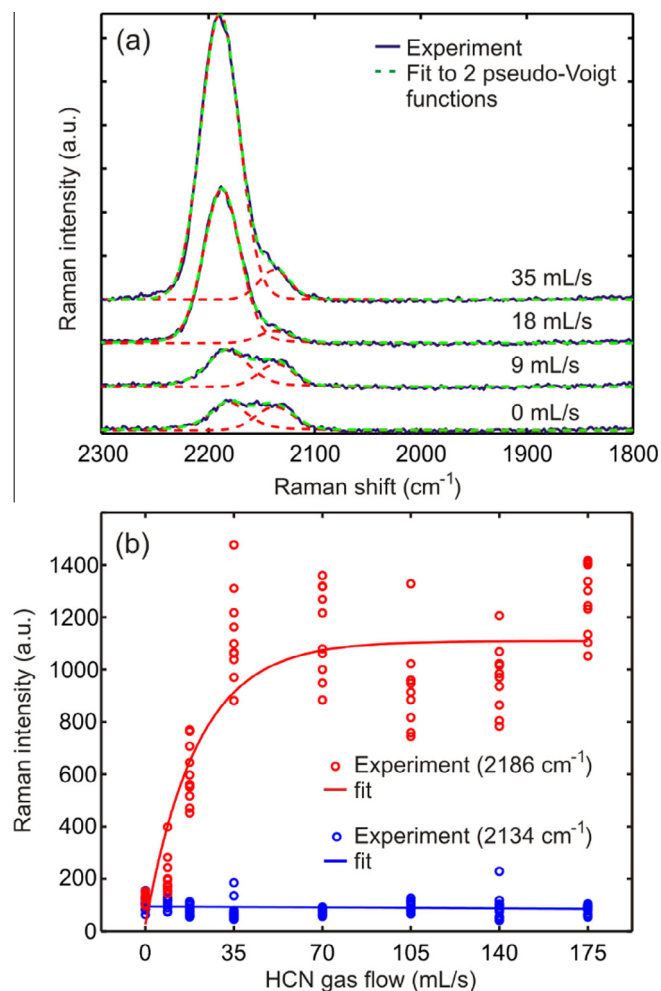 (a)
Experiment
Fit to 2 pseudo-Voigt
functions
Raman intensity (a.u.)
35 mL/s
18 mL/s
9 mL/s
0 mL/s
2300 2200 2100 2000 1900 1800
Raman shift (cm⁻¹)
(b)
Raman intensity (a.u.)
1400
1200
1000
800
600
400
200
0
Experiment (2186 cm⁻¹)
fit
Experiment (2134 cm⁻¹)
fit
0 35 70 105 140 175
HCN gas flow (mL/s)